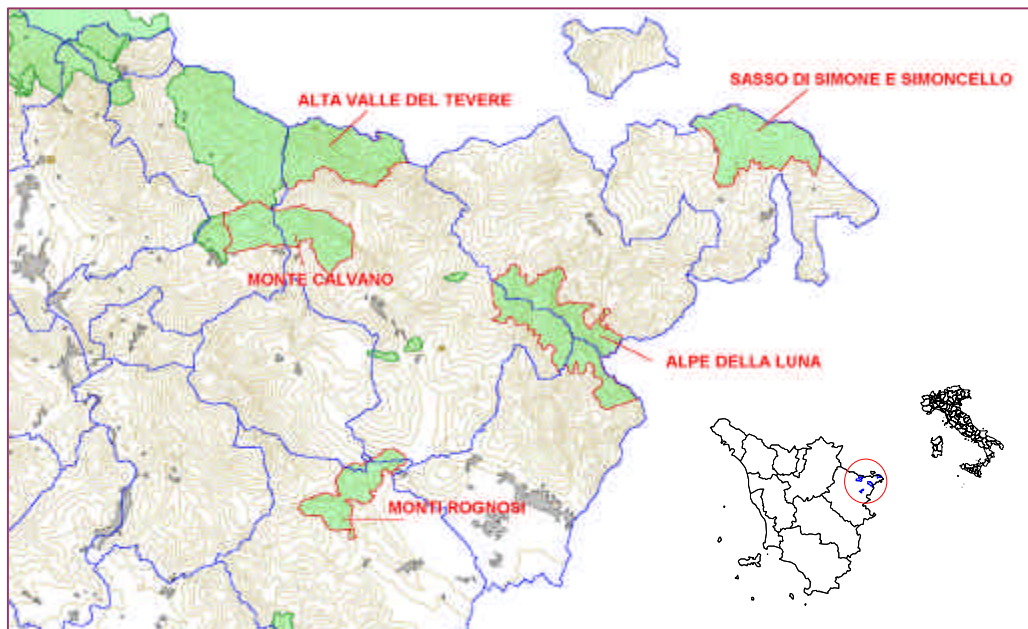 SASSO DI SIMONE E SIMONCELLO
ALTA VALLE DEL TEVERE
MONTE CALVANO
ALPE DELLA LUNA
MONTI ROGNOSI